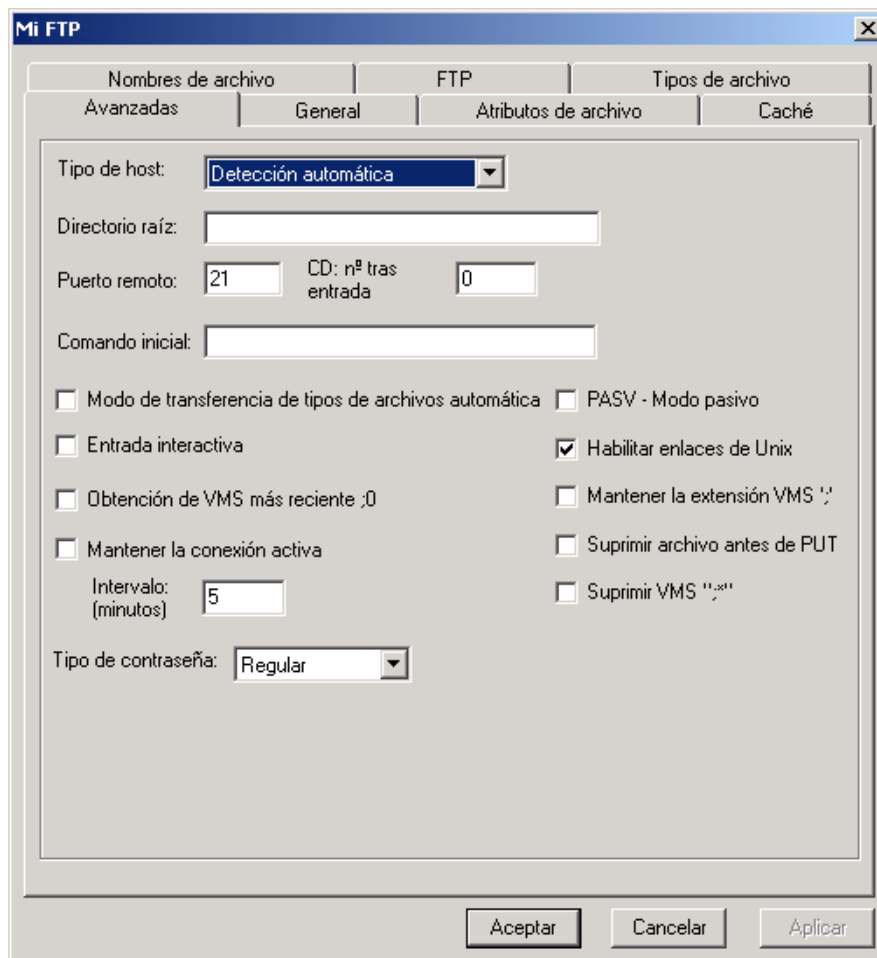 Mi FTP
Nombres de archivo FTP Tipos de archivo
Avanzadas General Atributos de archivo Caché
Tipo de host: Detección automática
Directorio raíz:
Puerto remoto: 21 CD: nº tras entrada 0
Comando inicial:
Modo de transferencia de tipos de archivos automática PASV - Modo pasivo
Entrada interactiva Habilitar enlaces de Unix
Obtención de VMS más reciente ;0 Mantener la extensión VMS ';'
Mantener la conexión activa Suprimir archivo antes de PUT
Intervalo: (minutos) 5 Suprimir VMS ";*"
Tipo de contraseña: Regular
Aceptar Cancelar Aplicar